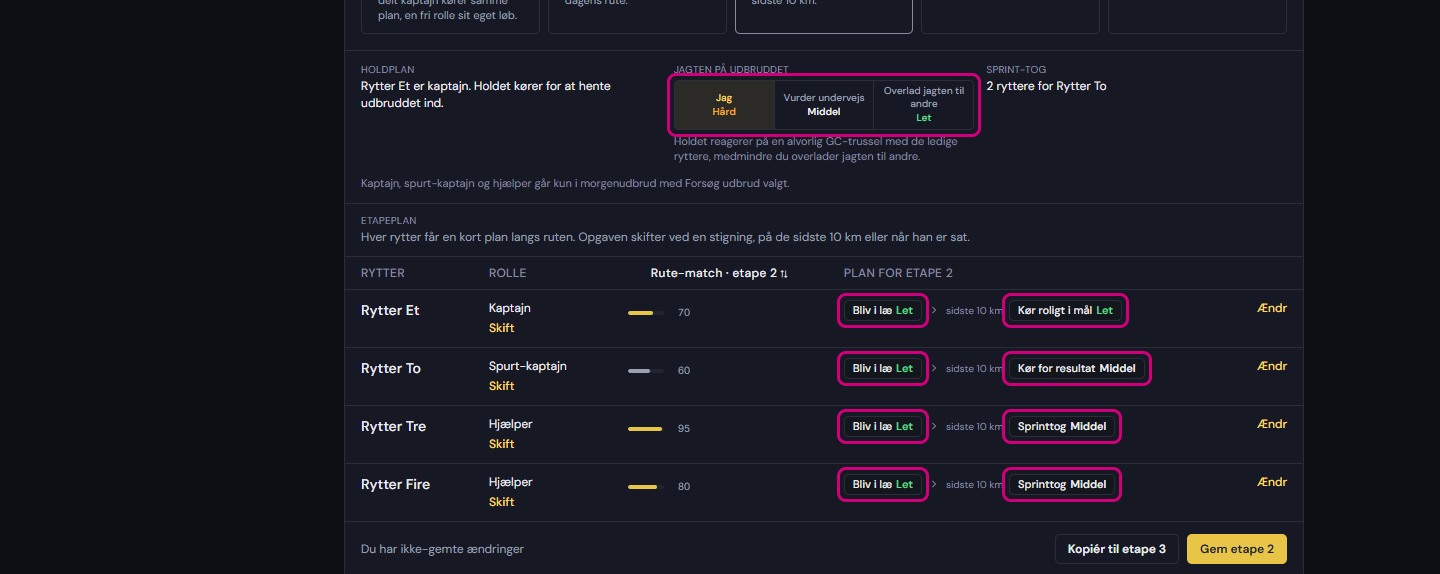 delt kaptajn kører samme
plan, en fri rolle sit eget løb.
dagens rute.
sidste 10 km.
HOLDPLAN
Rytter Et er kaptajn. Holdet kører for at hente
udbruddet ind.
JAGTEN PÅ UDBRUDDET
Jag
Hård
Vurder undervejs
Middel
Overlad jagten til
andre
Let
Holdet reagerer på en alvorlig GC-trussel med de ledige
ryttere, medmindre du overlader jagten til andre.
SPRINT-TOG
2 ryttere for Rytter To
Kaptajn, spurt-kaptajn og hjælper går kun i morgenudbrud med Forsøg udbrud valgt.
ETAPEPLAN
Hver rytter får en kort plan langs ruten. Opgaven skifter ved en stigning, på de sidste 10 km eller når han er sat.
RYTTER ROLLE Rute-match · etape 2 ⇅ PLAN FOR ETAPE 2
Rytter Et Kaptajn 70 Bliv i læ Let > sidste 10 km Kør roligt i mål Let Ændr
Skift
Rytter To Spurt-kaptajn 60 Bliv i læ Let > sidste 10 km Kør for resultat Middel Ændr
Skift
Rytter Tre Hjælper 95 Bliv i læ Let > sidste 10 km Sprinttog Middel Ændr
Skift
Rytter Fire Hjælper 80 Bliv i læ Let > sidste 10 km Sprinttog Middel Ændr
Skift
Du har ikke-gemte ændringer Kopiér til etape 3 Gem etape 2